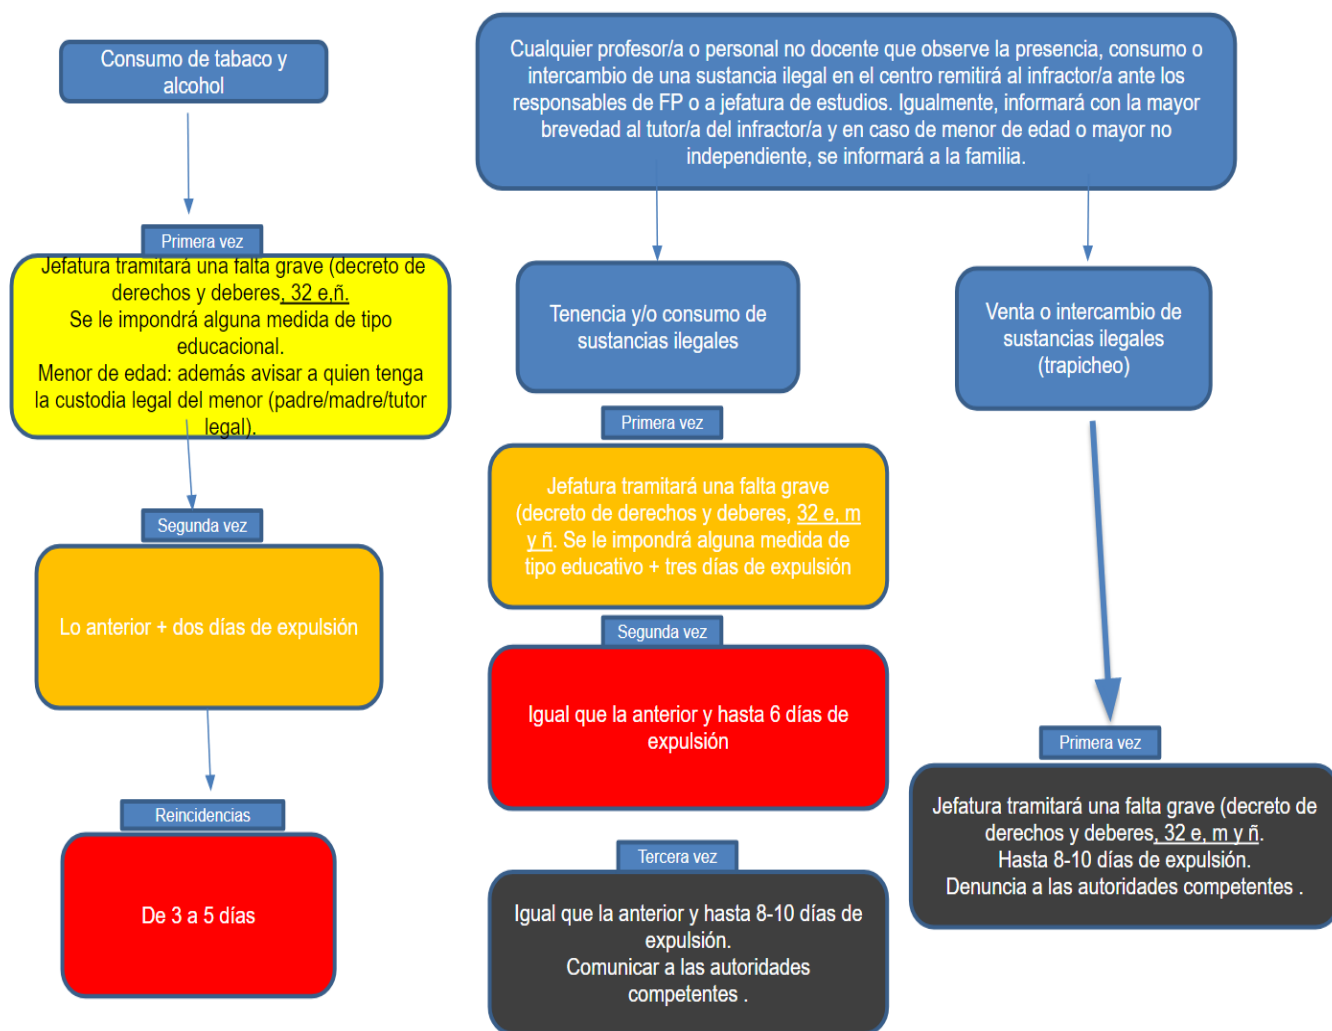 Consumo de tabaco y
alcohol
Primera vez
Jefatura tramitará una falta grave (decreto de
derechos y deberes, 32 e,ñ.
Se le impondrá alguna medida de tipo
educacional.
Menor de edad: además avisar a quien tenga
la custodia legal del menor (padre/madre/tutor
legal).
Segunda vez
Lo anterior + dos días de expulsión
Reincidencias
De 3 a 5 días
Cualquier profesor/a o personal no docente que observe la presencia, consumo o
intercambio de una sustancia ilegal en el centro remitirá al infractor/a ante los
responsables de FP o a jefatura de estudios. Igualmente, informará con la mayor
brevedad al tutor/a del infractor/a y en caso de menor de edad o mayor no
independiente, se informará a la familia.
Tenencia y/o consumo de
sustancias ilegales
Primera vez
Jefatura tramitará una falta grave
(decreto de derechos y deberes, 32 e, m
y ñ. Se le impondrá alguna medida de
tipo educativo + tres días de expulsión
Segunda vez
Igual que la anterior y hasta 6 días de
expulsión
Tercera vez
Igual que la anterior y hasta 8-10 días de
expulsión.
Comunicar a las autoridades
competentes .
Venta o intercambio de
sustancias ilegales
(trapicheo)
Primera vez
Jefatura tramitará una falta grave (decreto de
derechos y deberes, 32 e, m y ñ.
Hasta 8-10 días de expulsión.
Denuncia a las autoridades competentes .